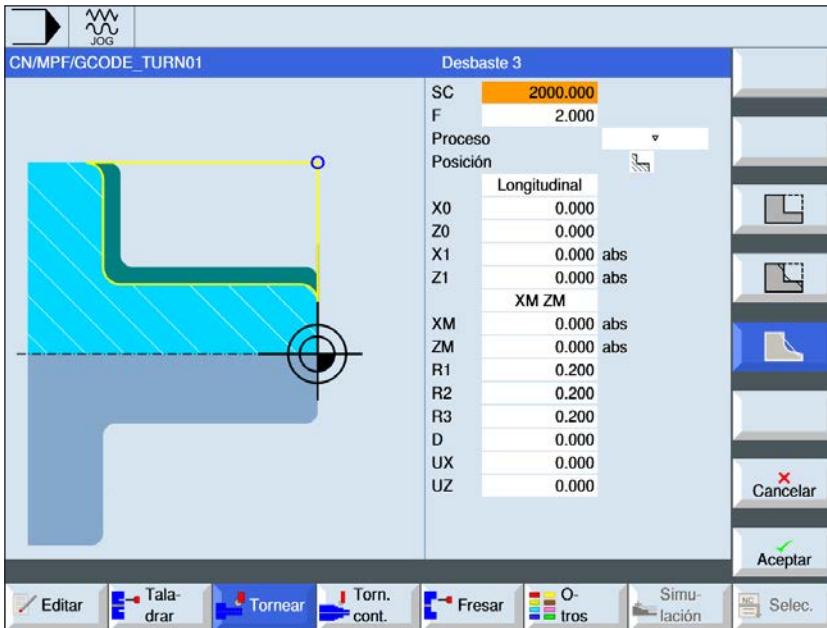 JOG
CN/MPF/GCODE_TURN01
Desbaste 3
SC 2000.000
F 2.000
Proceso ▿
Posición
Longitudinal
X0 0.000
Z0 0.000
X1 0.000 abs
Z1 0.000 abs
XM ZM
XM 0.000 abs
ZM 0.000 abs
R1 0.200
R2 0.200
R3 0.200
D 0.000
UX 0.000
UZ 0.000
Cancelar
Aceptar
Editar
Tala-
drar
Tornear
Torn.
cont.
Fresar
O-
tros
Simu-
lación
NC
Selec.